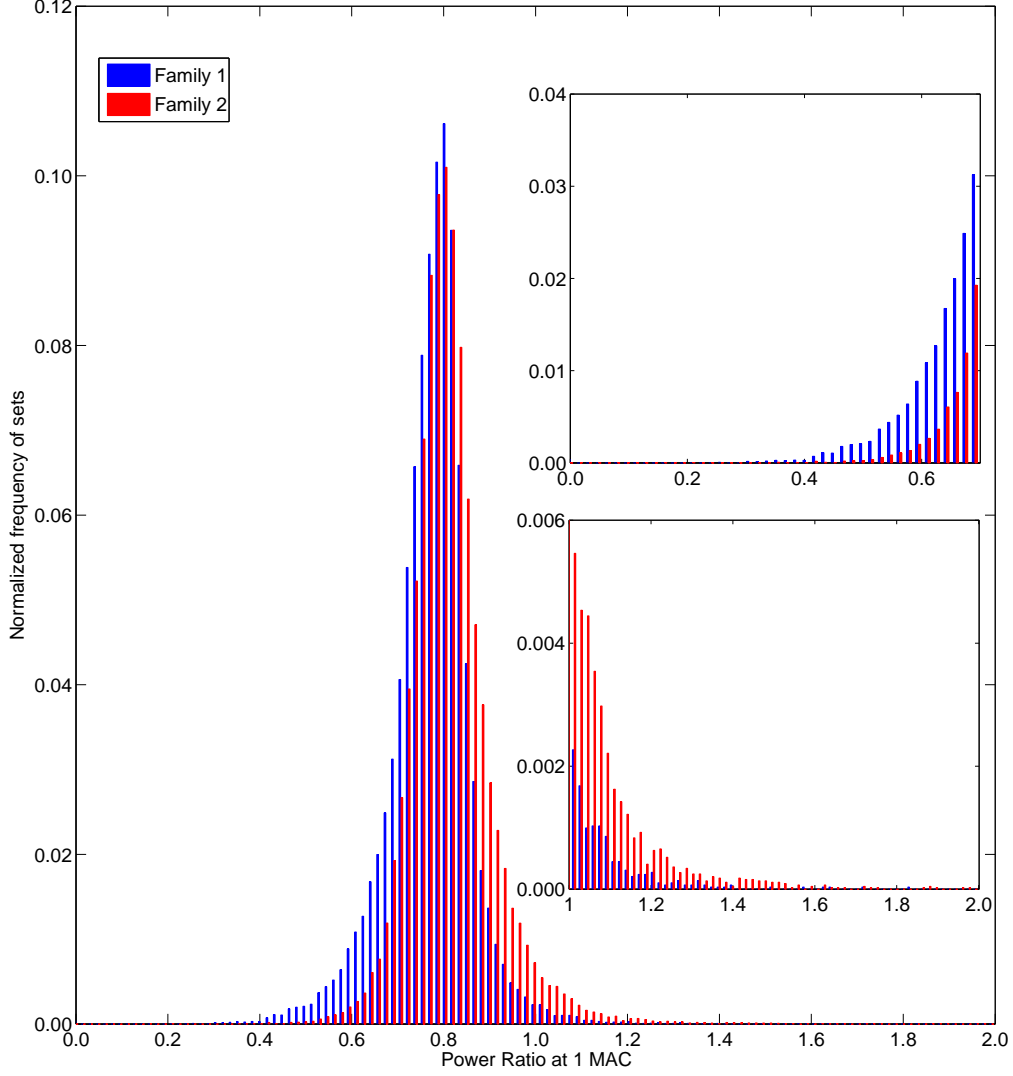 0.12
Family 1
Family 2
0.10
0.08
0.06
0.04
0.02
0.00
Normalized frequency of sets
0.0 0.2 0.4 0.6 0.8 1.0 1.2 1.4 1.6 1.8 2.0
Power Ratio at 1 MAC
0.04
0.03
0.02
0.01
0.00
0.0 0.2 0.4 0.6
0.006
0.004
0.002
0.000
1 1.2 1.4 1.6 1.8 2.0